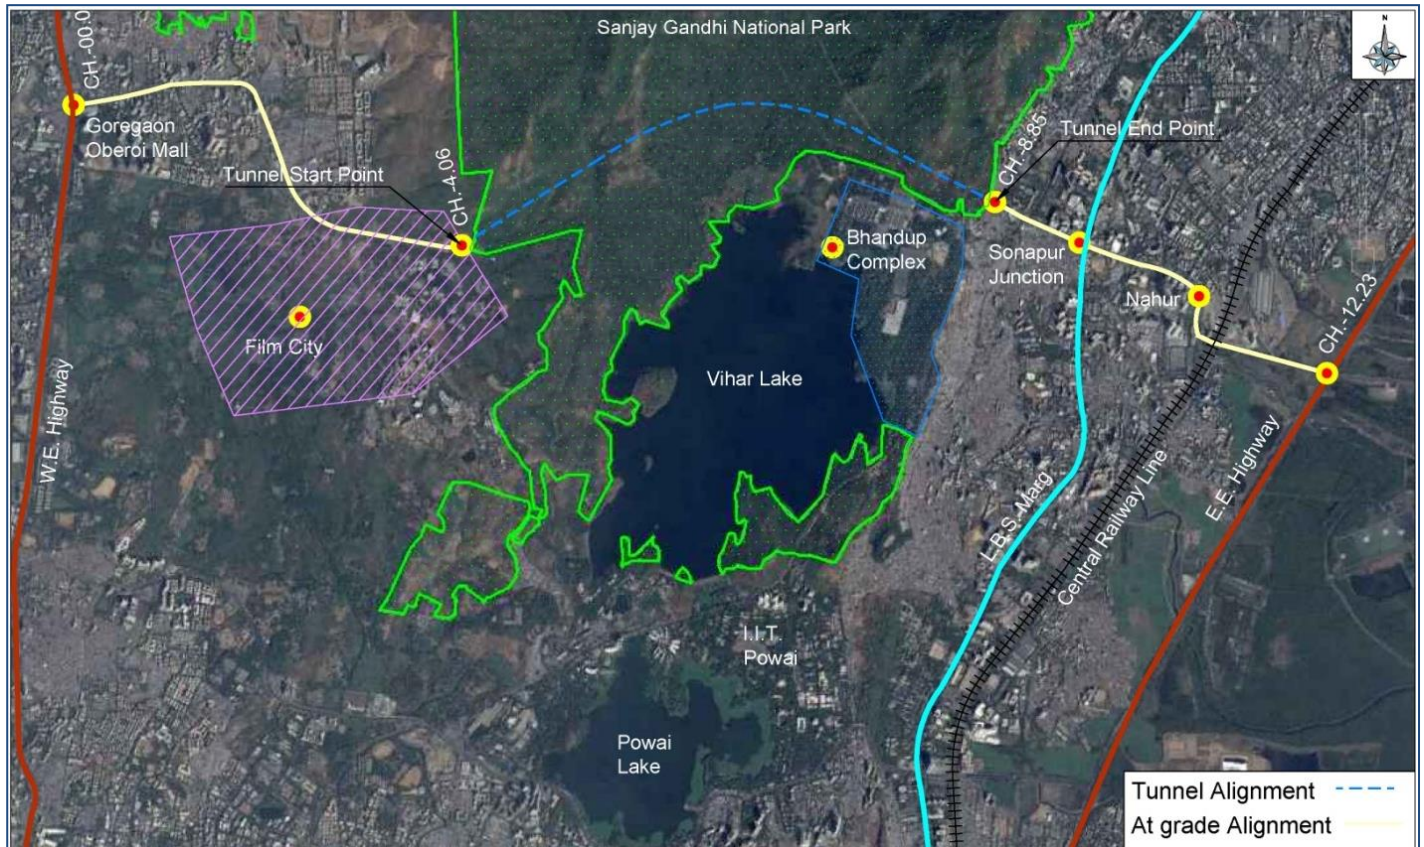 Sanjay Gandhi National Park
N
CH.-00.0
Goregaon
Oberoi Mall
Tunnel Start Point
CH.-4.06
CH.-8.85
Tunnel End Point
Bhandup
Complex
Sonapur
Junction
Nahur
CH.-12.23
Film City
Vihar Lake
W.E. Highway
E.E. Highway
L.B.S. Marg
Central Railway Line
I.I.T.
Powai
Powai
Lake
Tunnel Alignment
At grade Alignment